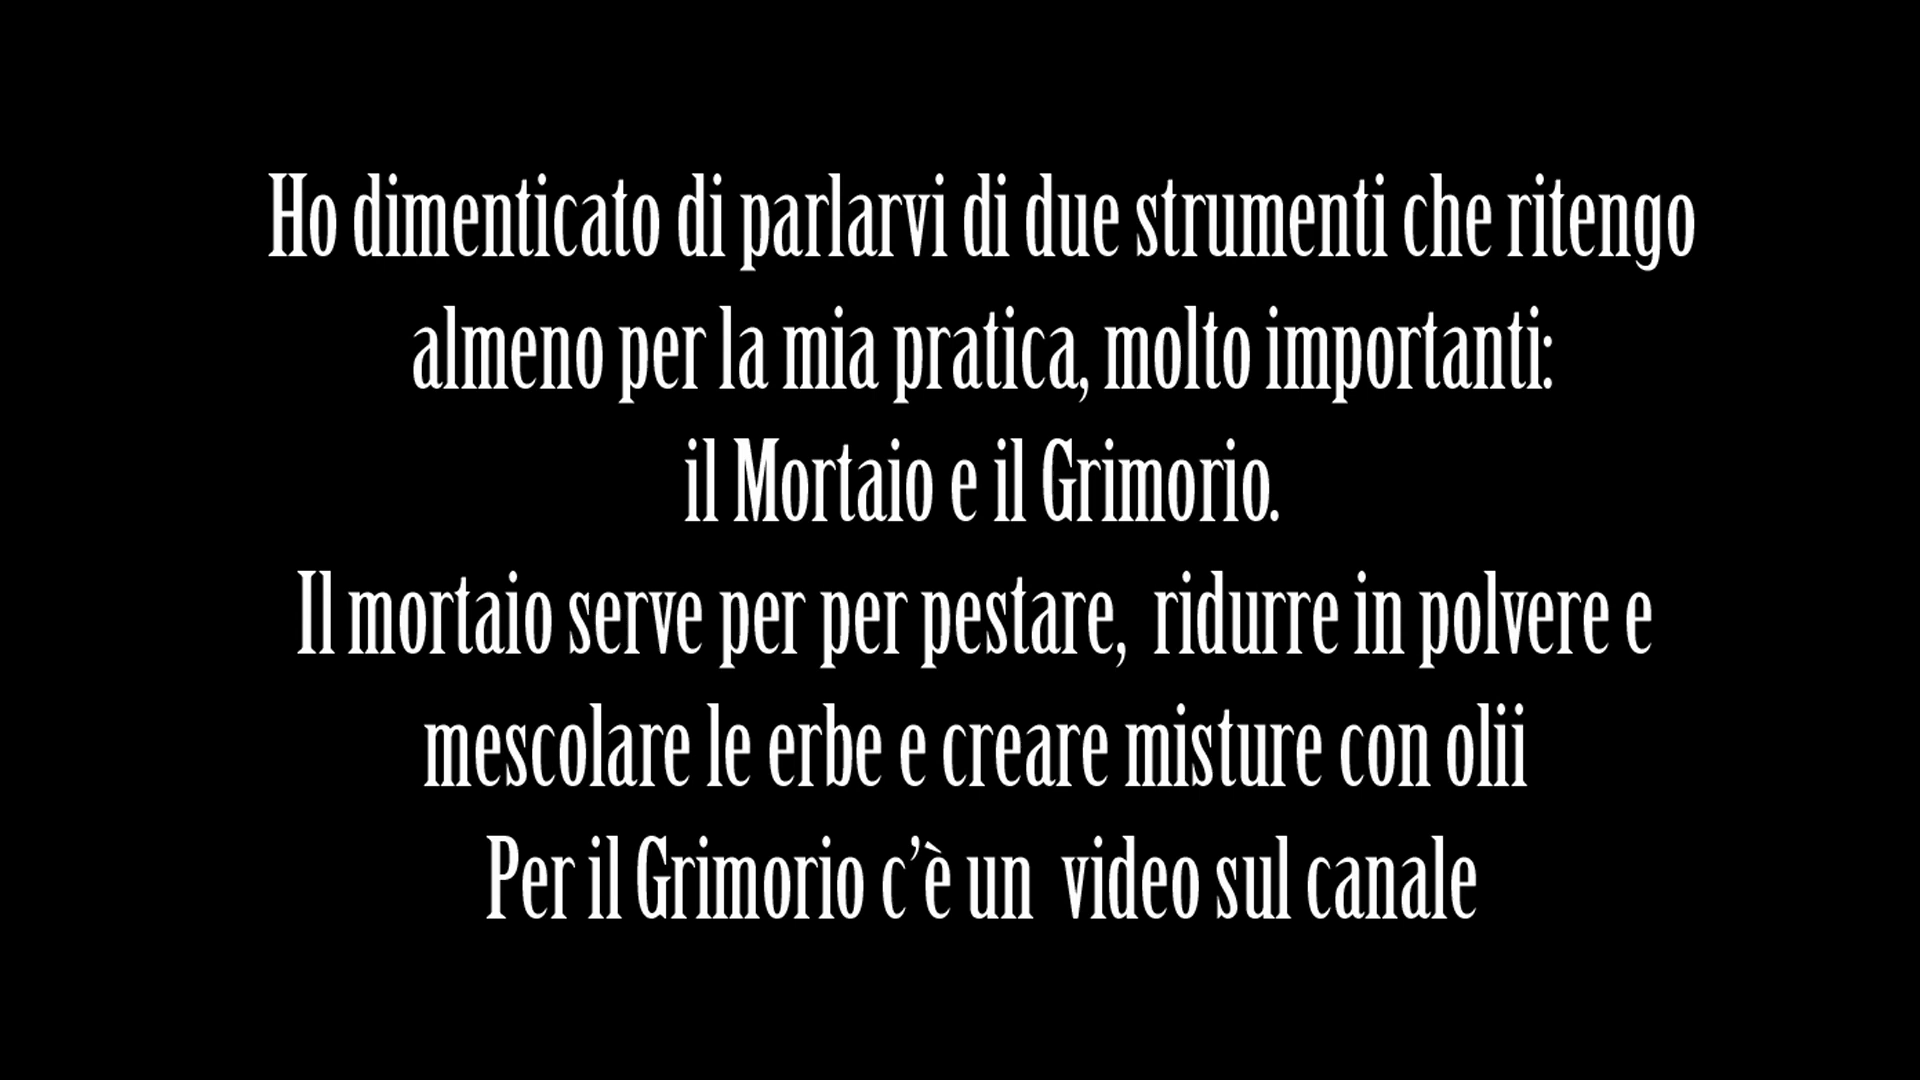 Ho dimenticato di parlarvi di due strumenti che ritengo
almeno per la mia pratica, molto importanti:
il Mortaio e il Grimorio.
Il mortaio serve per per pestare,  ridurre in polvere e
mescolare le erbe e creare misture con olii
Per il Grimorio c’è un  video sul canale